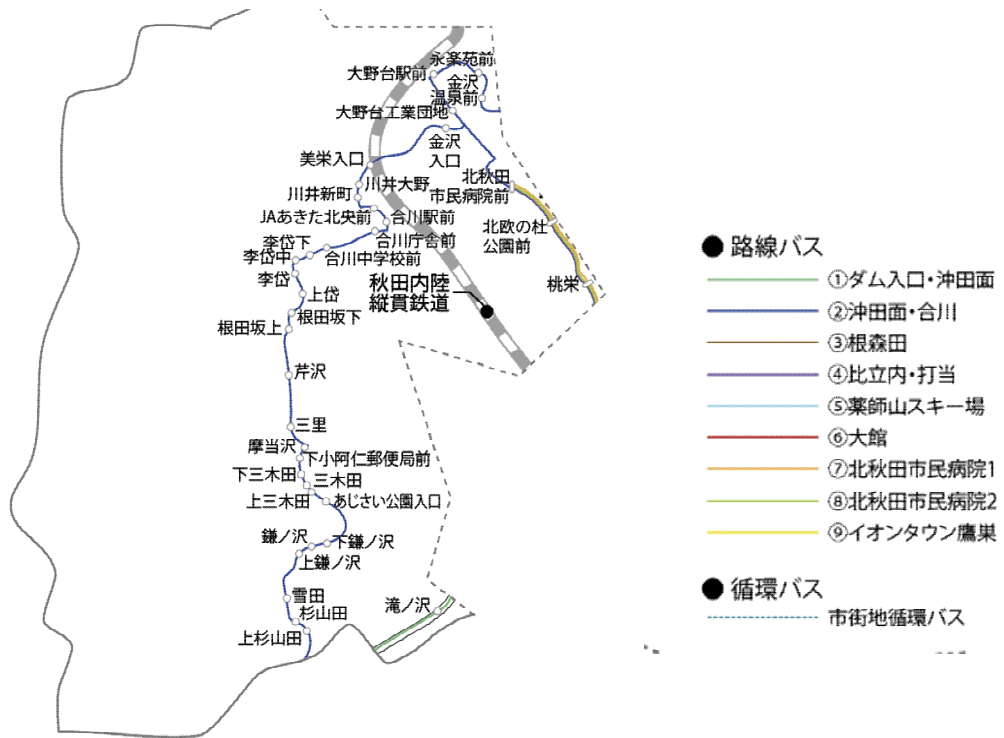 永楽苑前
大野台駅前
金沢
温泉前
大野台工業団地
金沢
入口
美栄入口
北秋田
市民病院前
川井大野
川井新町
JAあきた北央前
合川駅前
北欧の杜
公園前
合川庁舎前
李岱下
李岱中
合川中学校前
李岱
秋田内陸
縦貫鉄道
桃栄
上岱
根田坂下
根田坂上
芹沢
三里
摩当沢
下小阿仁郵便局前
下三木田
三木田
上三木田
あじさい公園入口
鎌ノ沢
下鎌ノ沢
上鎌ノ沢
雪田
杉山田
上杉山田
滝ノ沢
路線バス
①ダム入口・沖田面
②沖田面・合川
③根森田
④比立内・打当
⑤薬師山スキー場
⑥大館
⑦北秋田市民病院1
⑧北秋田市民病院2
⑨イオンタウン鷹巣
循環バス
市街地循環バス